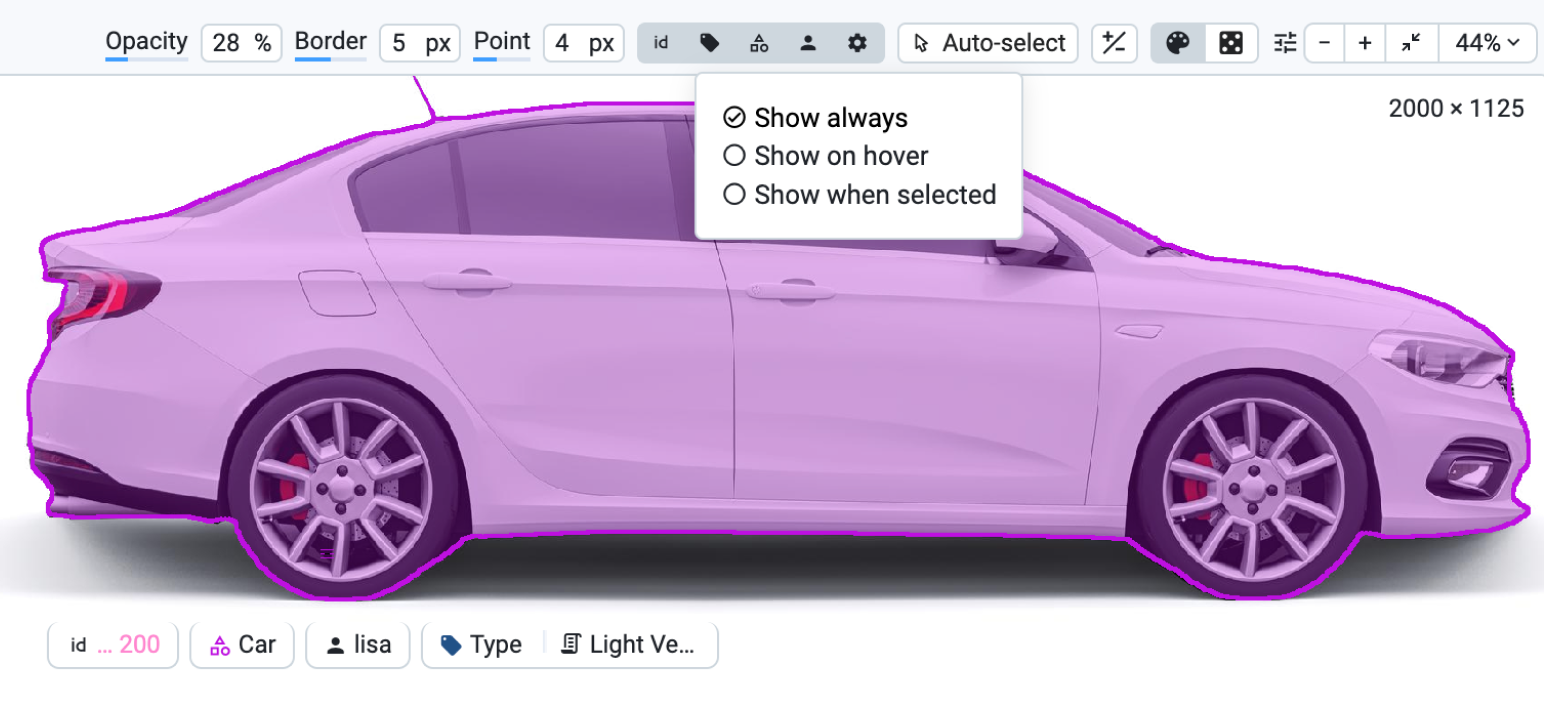 Opacity 28 % Border 5 px Point 4 px id Auto-select 44%
Show always
Show on hover
Show when selected
2000 × 1125
id ... 200 Car lisa Type Light Ve...